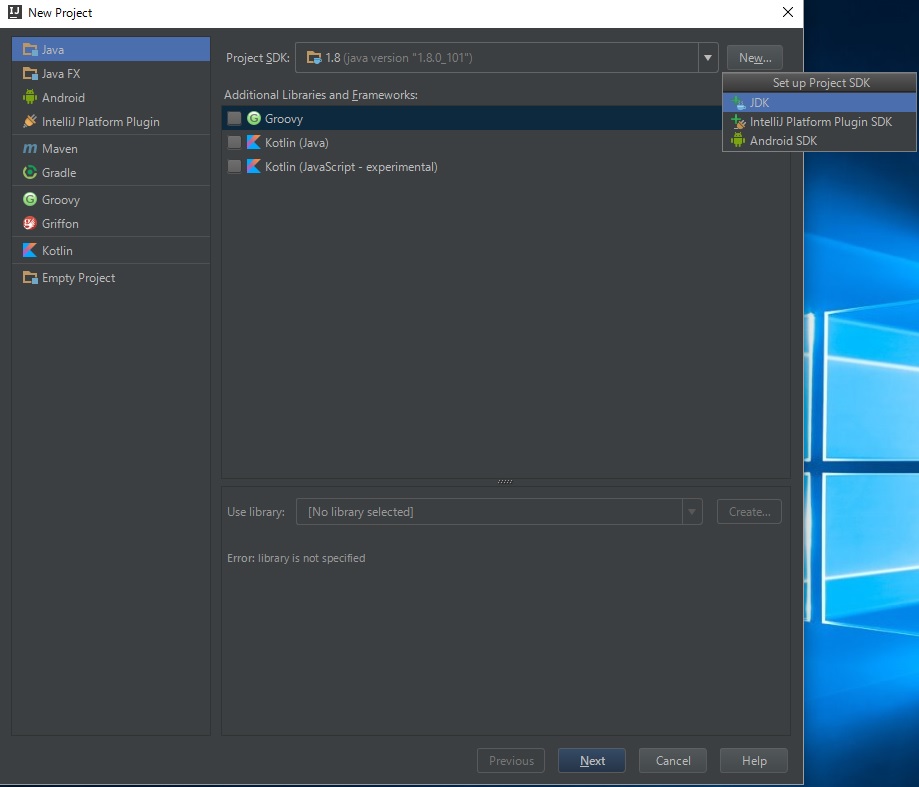 New Project
Java
Java FX
Android
IntelliJ Platform Plugin
Maven
Gradle
Groovy
Griffon
Kotlin
Empty Project
Project SDK: 1.8 (java version "1.8.0_101") New...
Set up Project SDK
JDK
IntelliJ Platform Plugin SDK
Android SDK
Additional Libraries and Frameworks:
Groovy
Kotlin (Java)
Kotlin (JavaScript - experimental)
Use library: [No library selected] Create...
Error: library is not specified
Previous Next Cancel Help